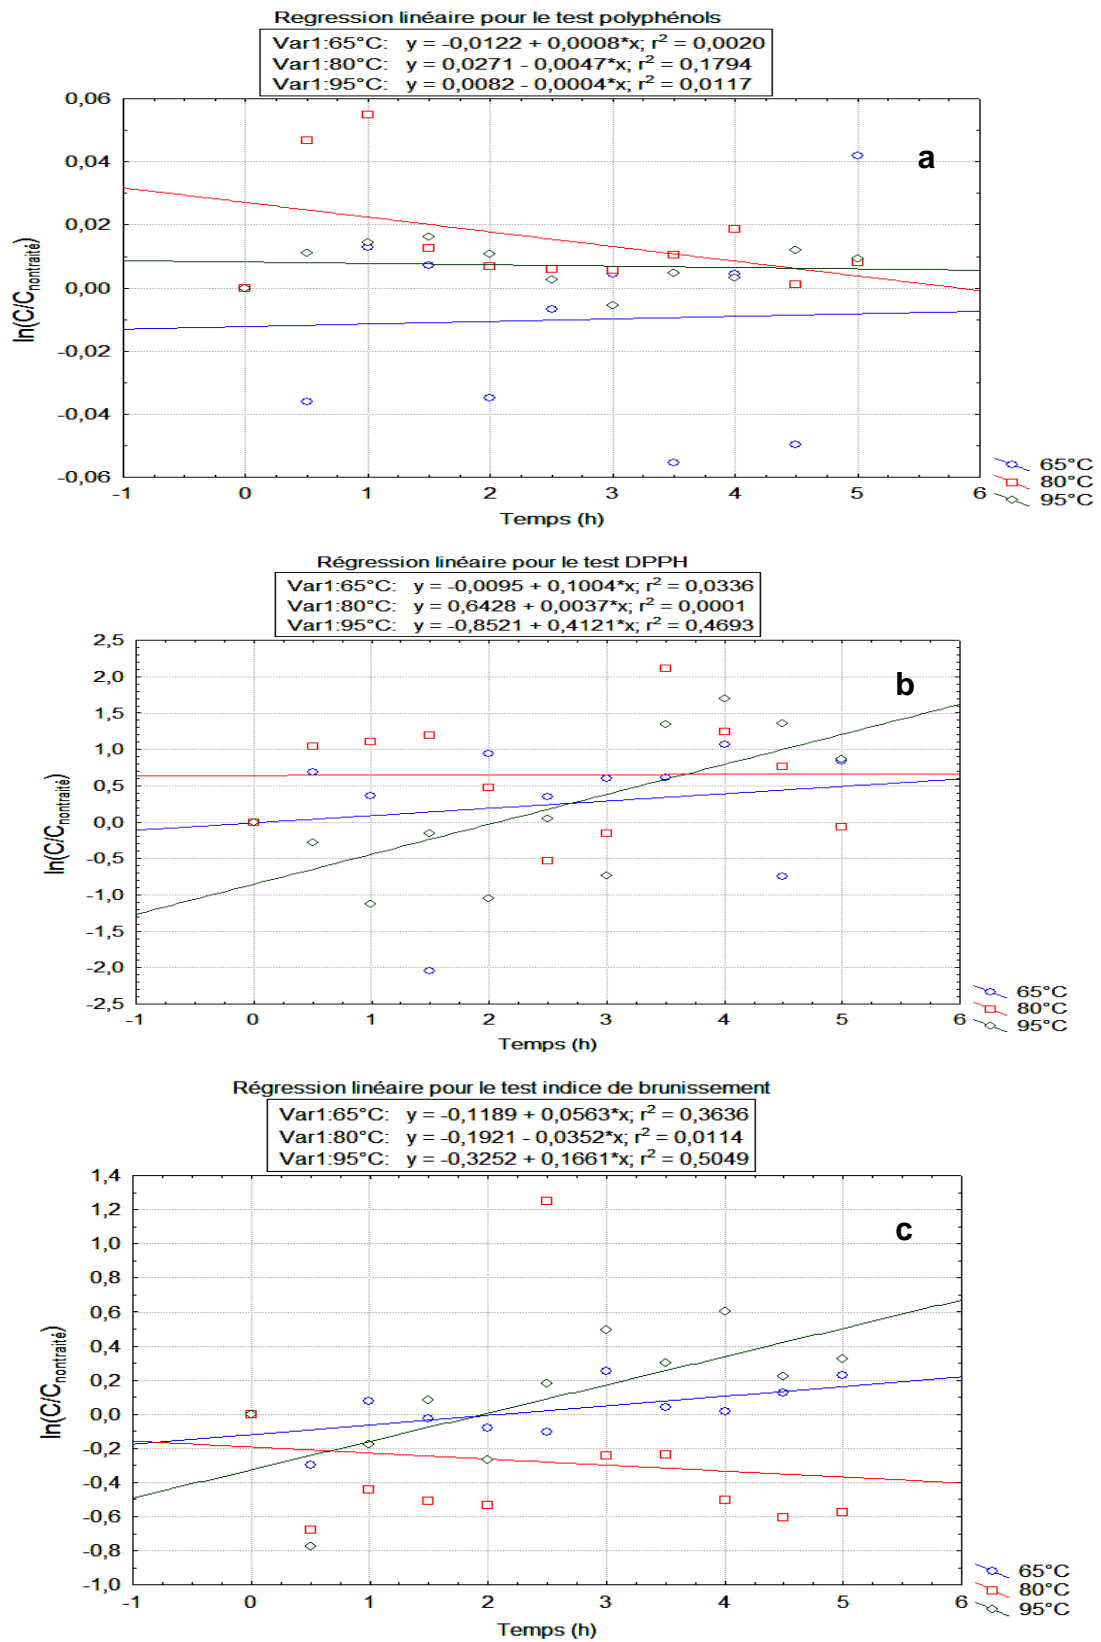 Regression linéaire pour le test polyphénols
Var1:65°C: y = -0,0122 + 0,0008*x; r² = 0,0020
Var1:80°C: y = 0,0271 - 0,0047*x; r² = 0,1794
Var1:95°C: y = 0,0082 - 0,0004*x; r² = 0,0117
0,06
0,04
0,02
0,00
-0,02
-0,04
-0,06
ln(C/Cnontraité)
a
-1 0 1 2 3 4 5 6
Temps (h)
65°C
80°C
95°C
Régression linéaire pour le test DPPH
Var1:65°C: y = -0,0095 + 0,1004*x; r² = 0,0336
Var1:80°C: y = 0,6428 + 0,0037*x; r² = 0,0001
Var1:95°C: y = -0,8521 + 0,4121*x; r² = 0,4693
2,5
2,0
1,5
1,0
0,5
0,0
-0,5
-1,0
-1,5
-2,0
-2,5
ln(C/Cnontraité)
b
-1 0 1 2 3 4 5 6
Temps (h)
65°C
80°C
95°C
Régression linéaire pour le test indice de brunissement
Var1:65°C: y = -0,1189 + 0,0563*x; r² = 0,3636
Var1:80°C: y = -0,1921 - 0,0352*x; r² = 0,0114
Var1:95°C: y = -0,3252 + 0,1661*x; r² = 0,5049
1,4
1,2
1,0
0,8
0,6
0,4
0,2
0,0
-0,2
-0,4
-0,6
-0,8
-1,0
ln(C/Cnontraité)
c
-1 0 1 2 3 4 5 6
Temps (h)
65°C
80°C
95°C